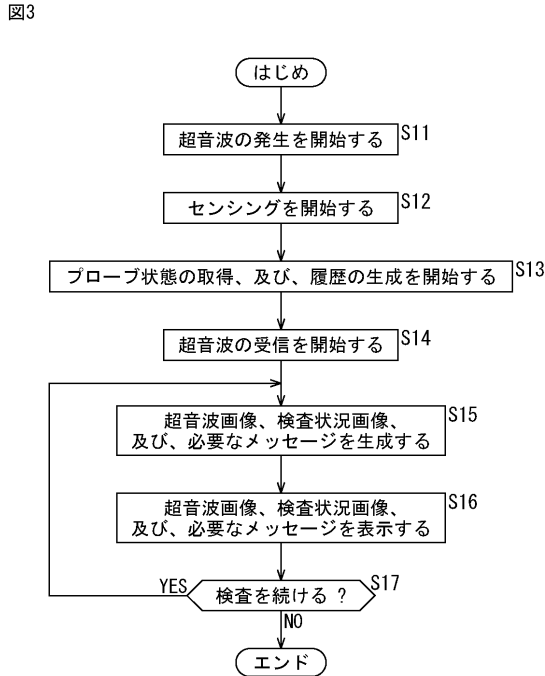 図3
はじめ
超音波の発生を開始する
S11
センシングを開始する
S12
プローブ状態の取得、及び、履歴の生成を開始する
S13
超音波の受信を開始する
S14
超音波画像、検査状況画像、
及び、必要なメッセージを生成する
S15
超音波画像、検査状況画像、
及び、必要なメッセージを表示する
S16
YES
検査を続ける ?
S17
NO
エンド